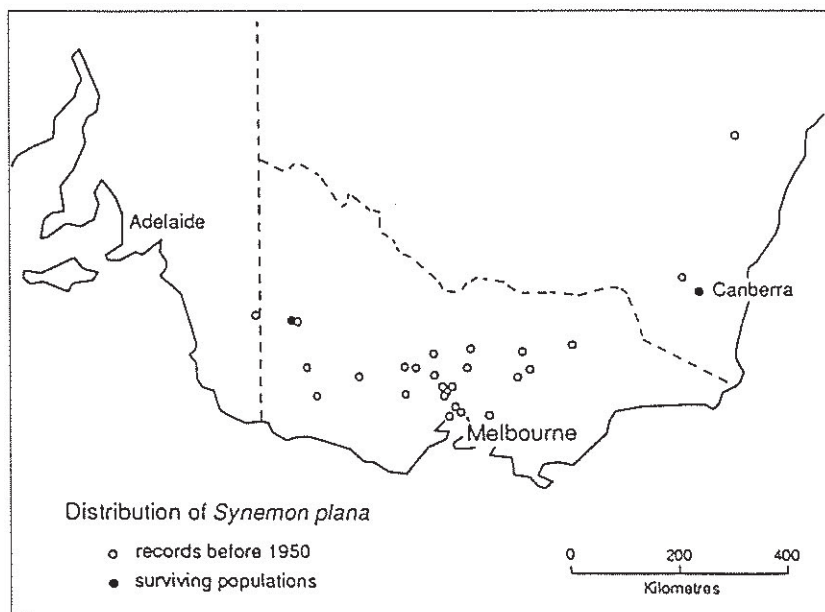 Adelaide
Canberra
Melbourne
Distribution of Synemon plana
records before 1950
surviving populations
0 200 400
Kilometres